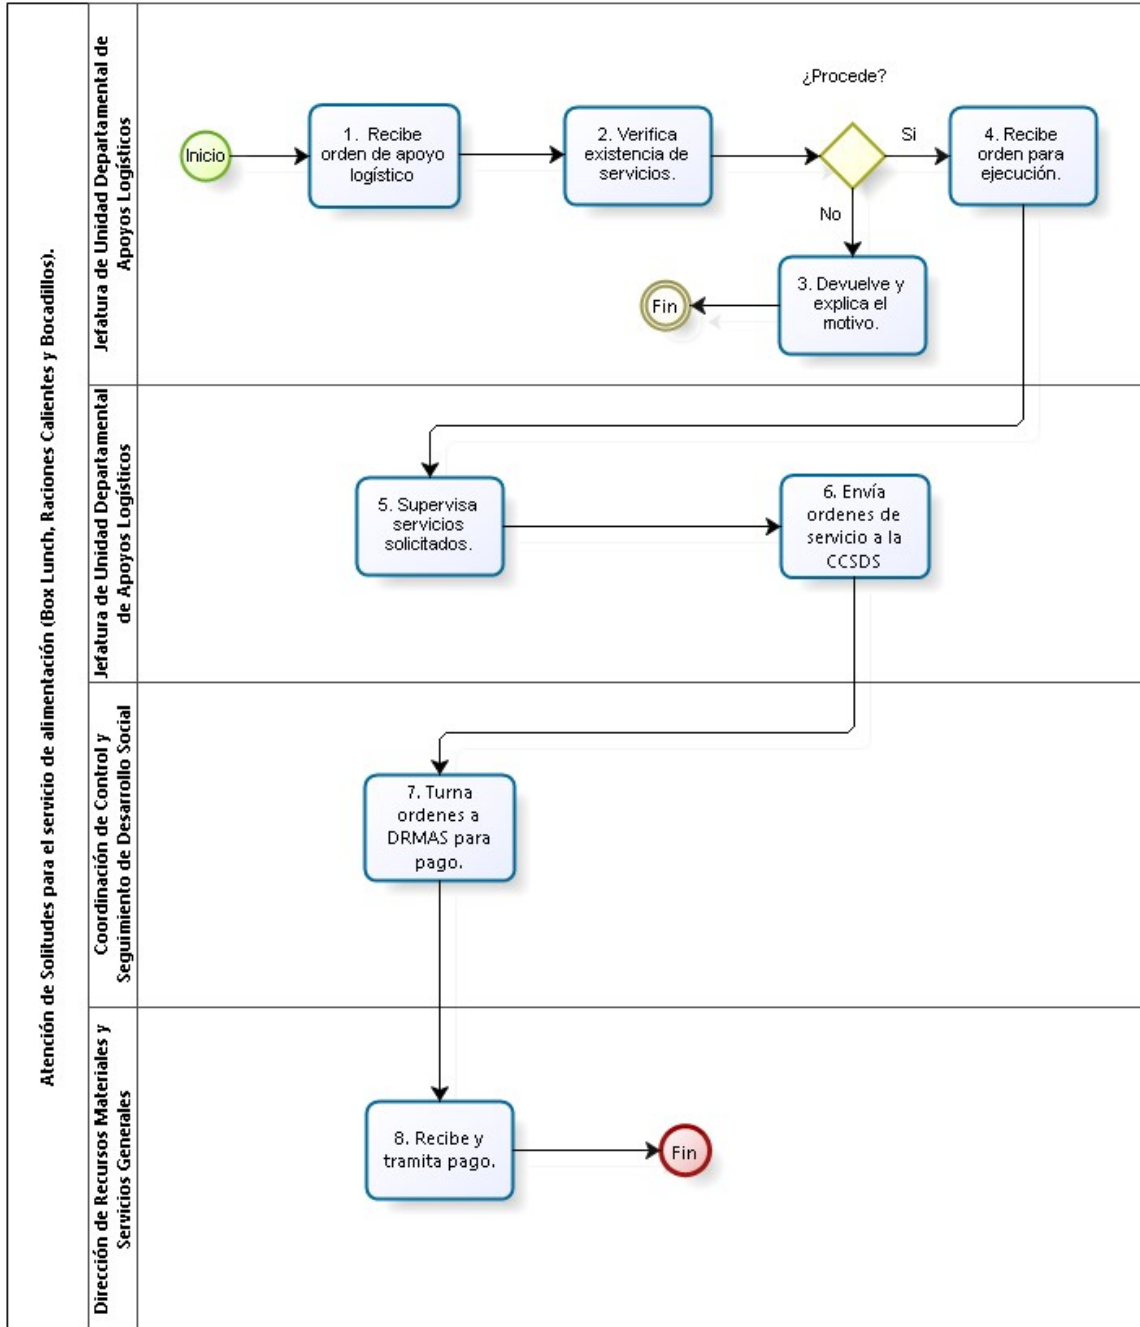 Atención de Solitudes para el servicio de alimentación (Box Lunch, Raciones Calientes y Bocadillos).
Jefatura de Unidad Departamental de
Apoyos Logísticos
Inicio
1. Recibe
orden de apoyo
logístico
2. Verifica
existencia de
servicios.
¿Procede?
Si
No
4. Recibe
orden para
ejecución.
3. Devuelve y
explica el
motivo.
Fin
Jefatura de Unidad Departamental
de Apoyos Logísticos
5. Supervisa
servicios
solicitados.
6. Envía
ordenes de
servicio a la
CCSDS
Coordinación de Control y
Seguimiento de Desarrollo Social
7. Turna
ordenes a
DRMAS para
pago.
Dirección de Recursos Materiales y
Servicios Generales
8. Recibe y
tramita pago.
Fin